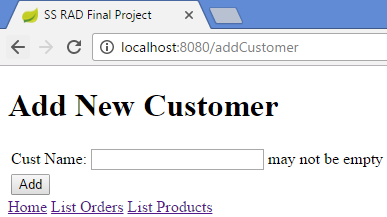 SS RAD Final Project
localhost:8080/addCustomer
Add New Customer
Cust Name: may not be empty
Add
Home List Orders List Products